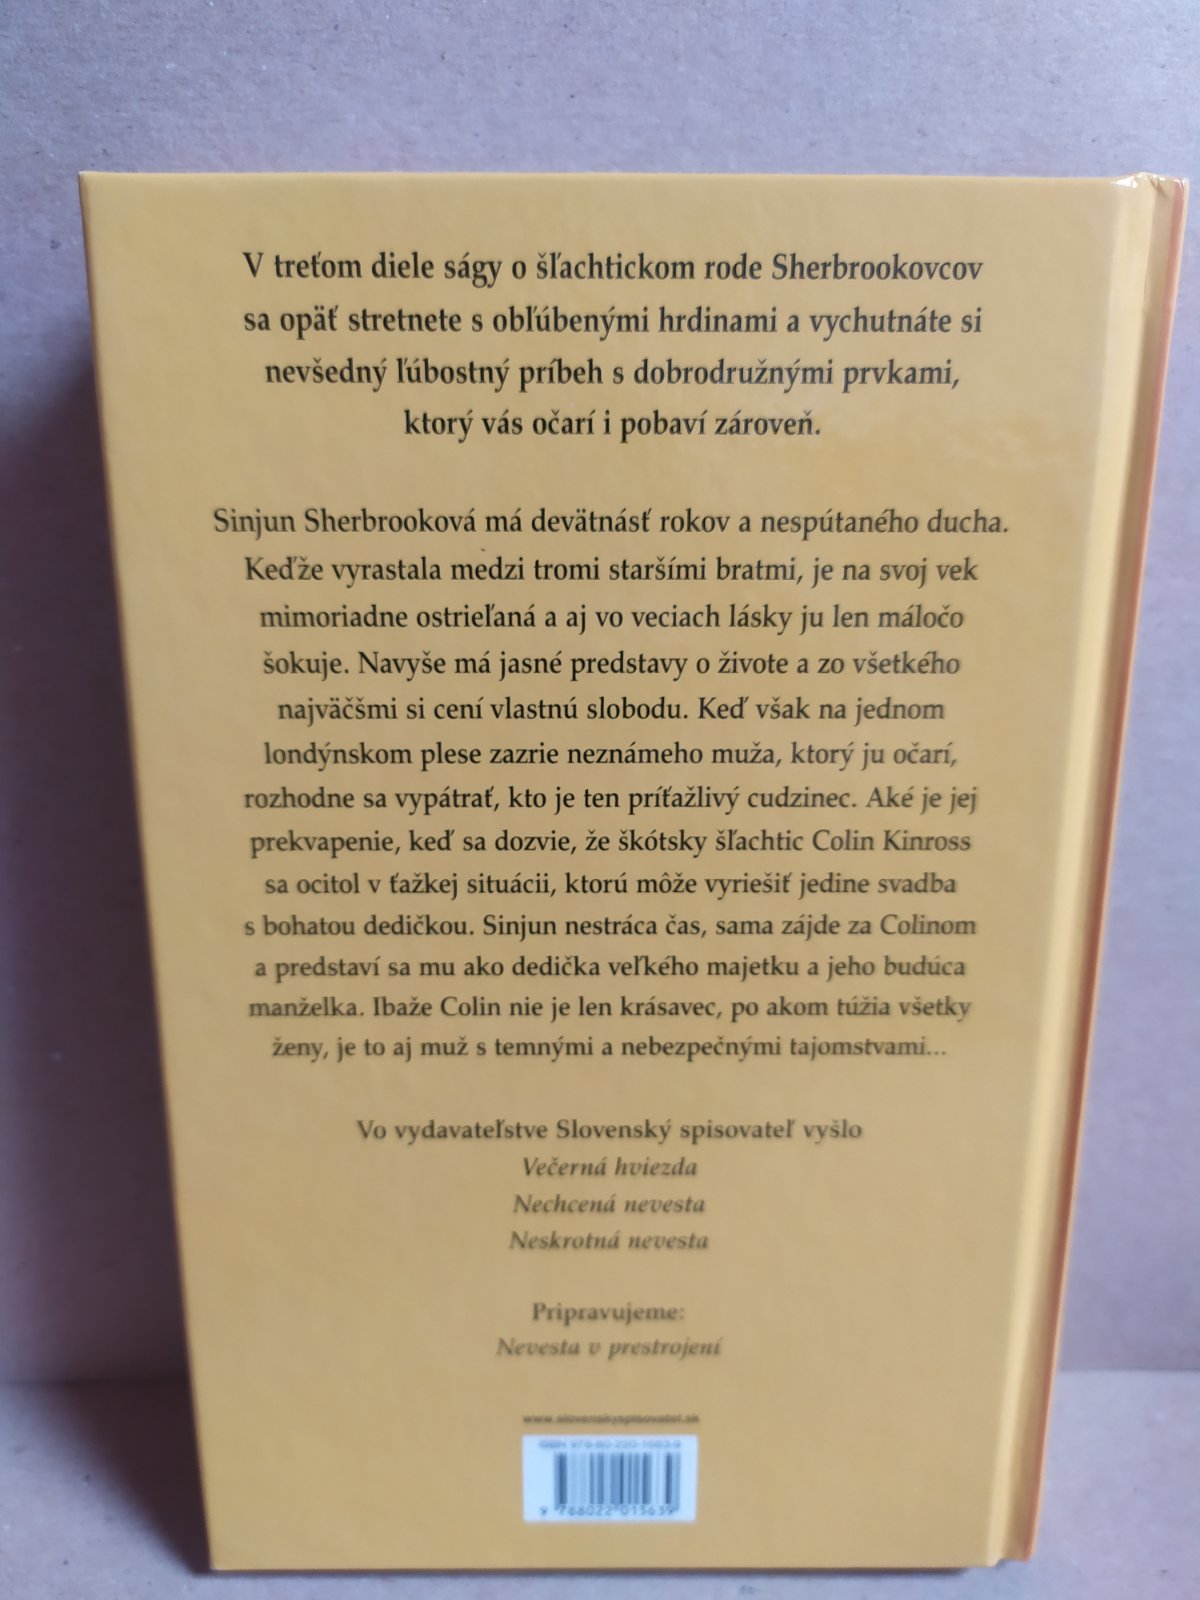 V treťom diele ságy o šľachtickom rode Sherbrookovcov
sa opäť stretnete s obľúbenými hrdinami a vychutnáte si
nevšedný ľúbostný príbeh s dobrodružnými prvkami,
ktorý vás očarí i pobaví zároveň.
Sinjun Sherbrooková má devätnásť rokov a nespútaného ducha.
Keďže vyrastala medzi tromi staršími bratmi, je na svoj vek
mimoriadne ostrieľaná a aj vo veciach lásky ju len máločo
šokuje. Navyše má jasné predstavy o živote a zo všetkého
najväčšmi si cení vlastnú slobodu. Keď však na jednom
londýnskom plese zazrie neznámeho muža, ktorý ju očarí,
rozhodne sa vypátrať, kto je ten príťažlivý cudzinec. Aké je jej
prekvapenie, keď sa dozvie, že škótsky šľachtic Colin Kinross
sa ocitol v ťažkej situácii, ktorú môže vyriešiť jedine svadba
s bohatou dedičkou. Sinjun nestráca čas, sama zájde za Colinom
a predstaví sa mu ako dedička veľkého majetku a jeho budúca
manželka. Ibaže Colin nie je len krásavec, po akom túžia všetky
ženy, je to aj muž s temnými a nebezpečnými tajomstvami...
Vo vydavateľstve Slovenský spisovateľ vyšlo
Večerná hviezda
Nechcená nevesta
Neskrotná nevesta
Pripravujeme:
Nevesta v prestrojení
www.slovenskyspisovatel.sk
ISBN